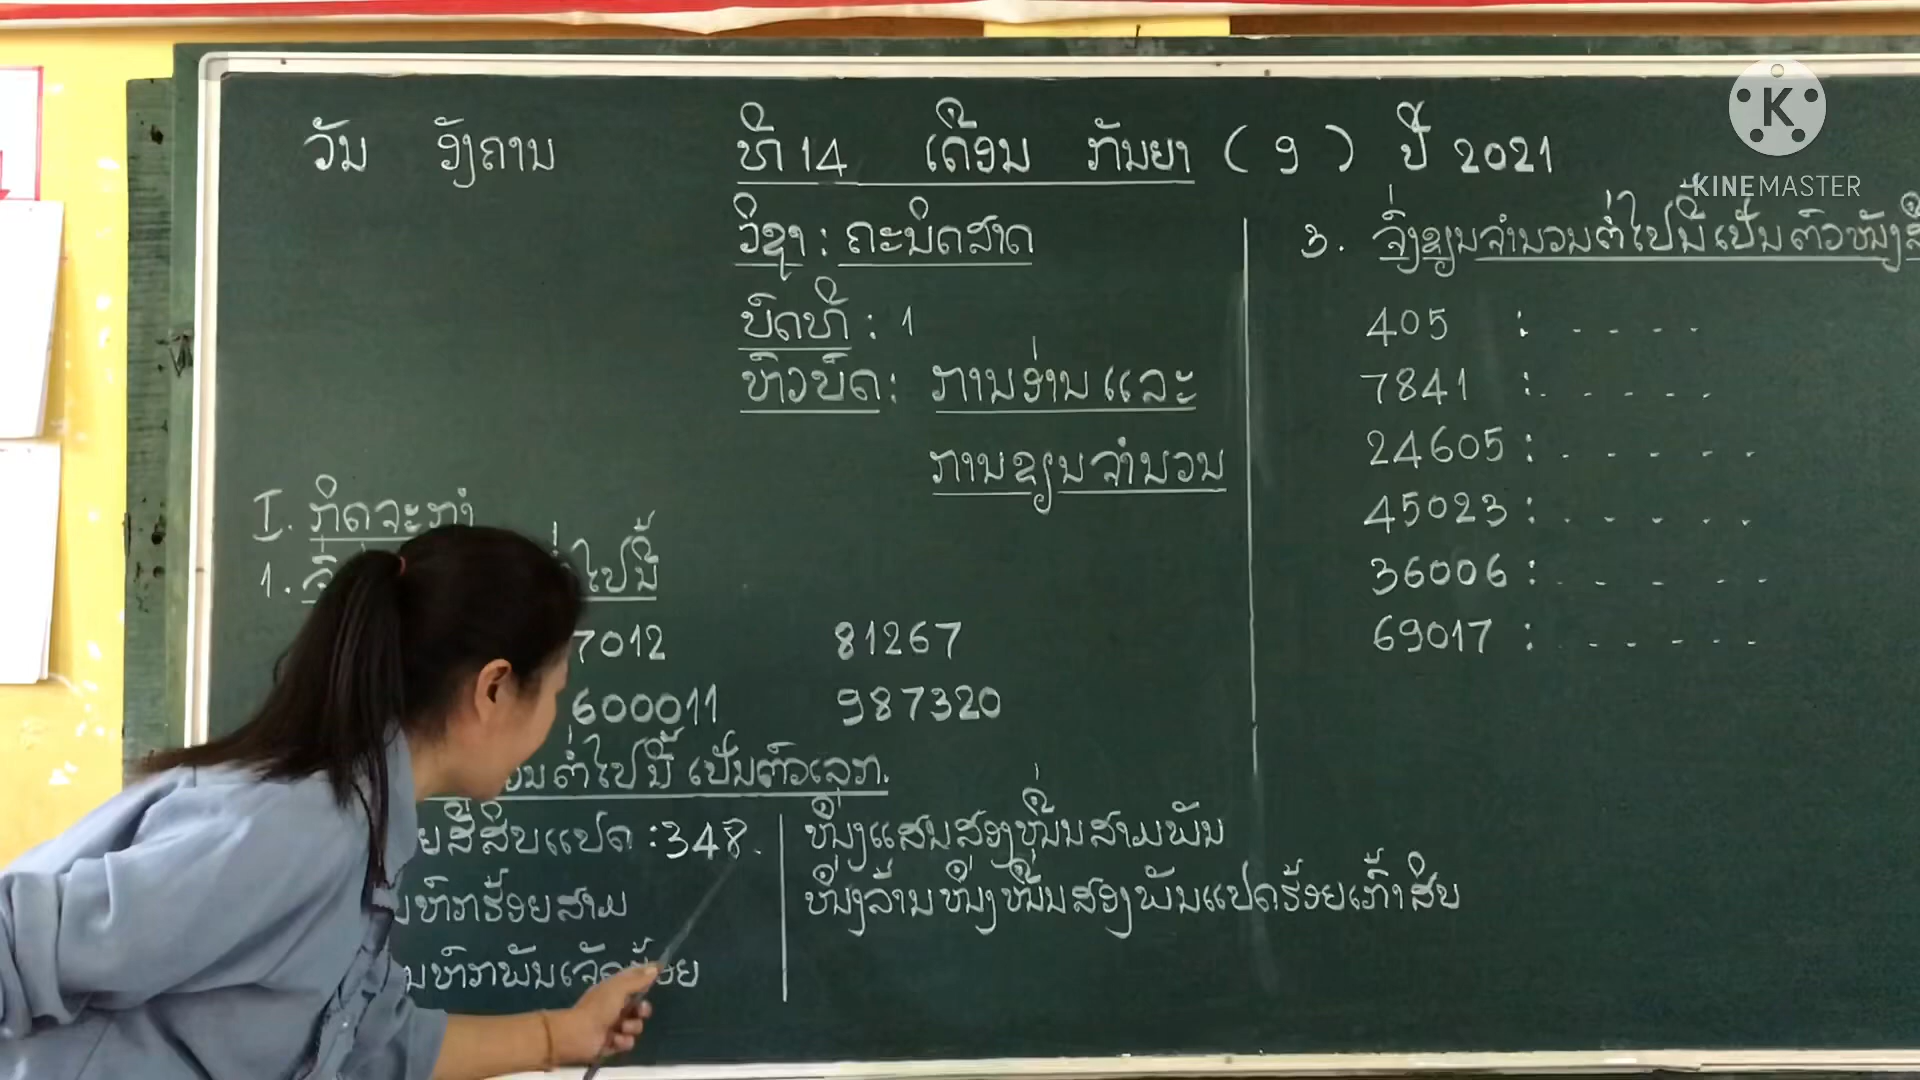 ວັນ ອັງຄານ ທີ 14 ເດືອນ ກັນຍາ ( 9 ) ປີ 2021
ວິຊາ : ຄະນິດສາດ
ບົດທີ : 1
ຫົວບົດ : ການອ່ານ ແລະ
ການຂຽນຈຳນວນ
I. ກິດຈະກຳ
1. ຕໍ່ໄປນີ້
7012 81267
600011 987320
ຕໍ່ໄປນີ້ ເປັນຕົວເລກ.
ສີ່ສິບແປດ : 348.
ຫົກຮ້ອຍສາມ
ຫົກພັນເຈັດຮ້ອຍ
ໜຶ່ງແສນສອງໝື່ນສາມພັນ
ໜຶ່ງລ້ານໜຶ່ງໝື່ນສອງພັນແປດຮ້ອຍເກົ້າສິບ
3. ຈົ່ງຂຽນຈຳນວນຕໍ່ໄປນີ້ເປັນຕົວໜັງສື
405 : . . . .
7841 : . . . . .
24605 : . . . . .
45023 : . . . . .
36006 : . . . . .
69017 : . . . . .
KINEMASTER